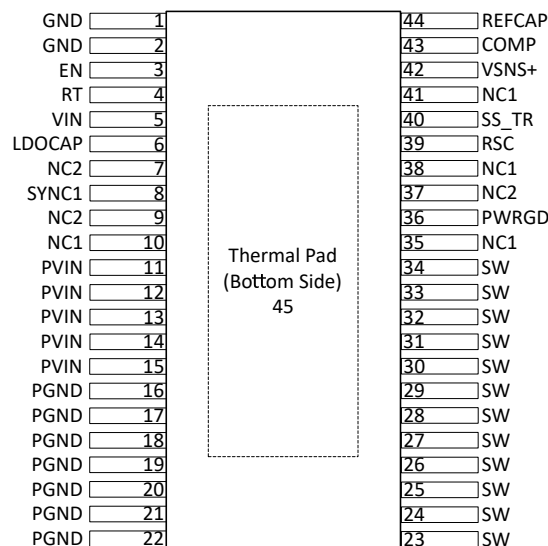 GND 1 44 REFCAP
GND 2 43 COMP
EN 3 42 VSNS+
RT 4 41 NC1
VIN 5 40 SS_TR
LDOCAP 6 39 RSC
NC2 7 38 NC1
SYNC1 8 37 NC2
NC2 9 36 PWRGD
NC1 10 35 NC1
PVIN 11 34 SW
PVIN 12 33 SW
PVIN 13 32 SW
PVIN 14 31 SW
PVIN 15 30 SW
PGND 16 29 SW
PGND 17 28 SW
PGND 18 27 SW
PGND 19 26 SW
PGND 20 25 SW
PGND 21 24 SW
PGND 22 23 SW
Thermal Pad
(Bottom Side)
45